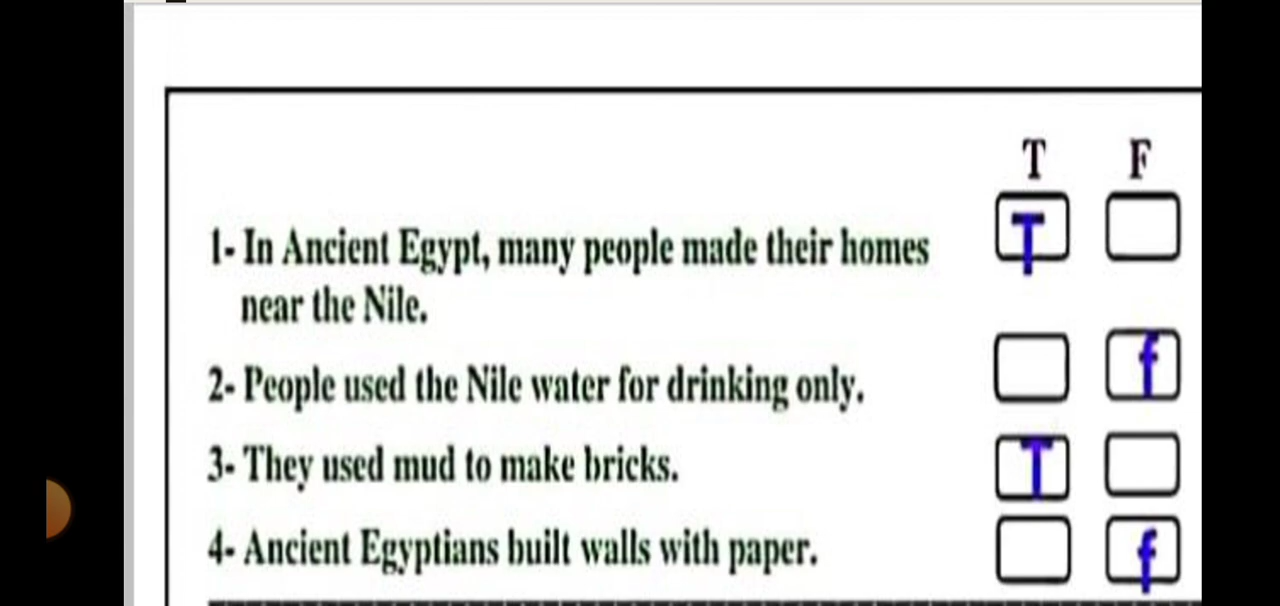 T F
1- In Ancient Egypt, many people made their homes T
near the Nile.
2- People used the Nile water for drinking only. f
3- They used mud to make bricks. T
4- Ancient Egyptians built walls with paper. f